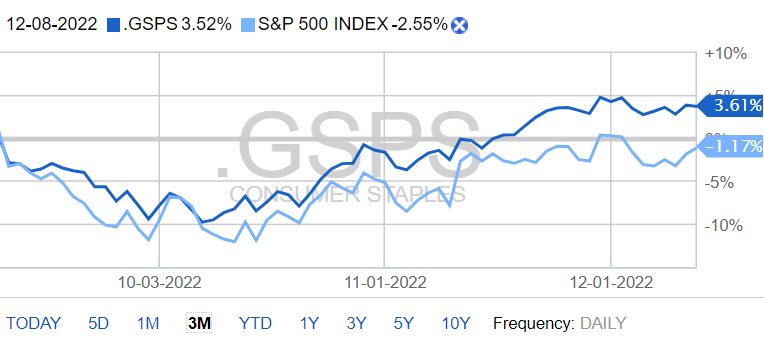 12-08-2022 .GSPS 3.52% S&P 500 INDEX -2.55%
+10%
+5%
3.61%
0%
-1.17%
.GSPS
CONSUMER STAPLES
-5%
-10%
10-03-2022 11-01-2022 12-01-2022
TODAY 5D 1M 3M YTD 1Y 3Y 5Y 10Y Frequency: DAILY